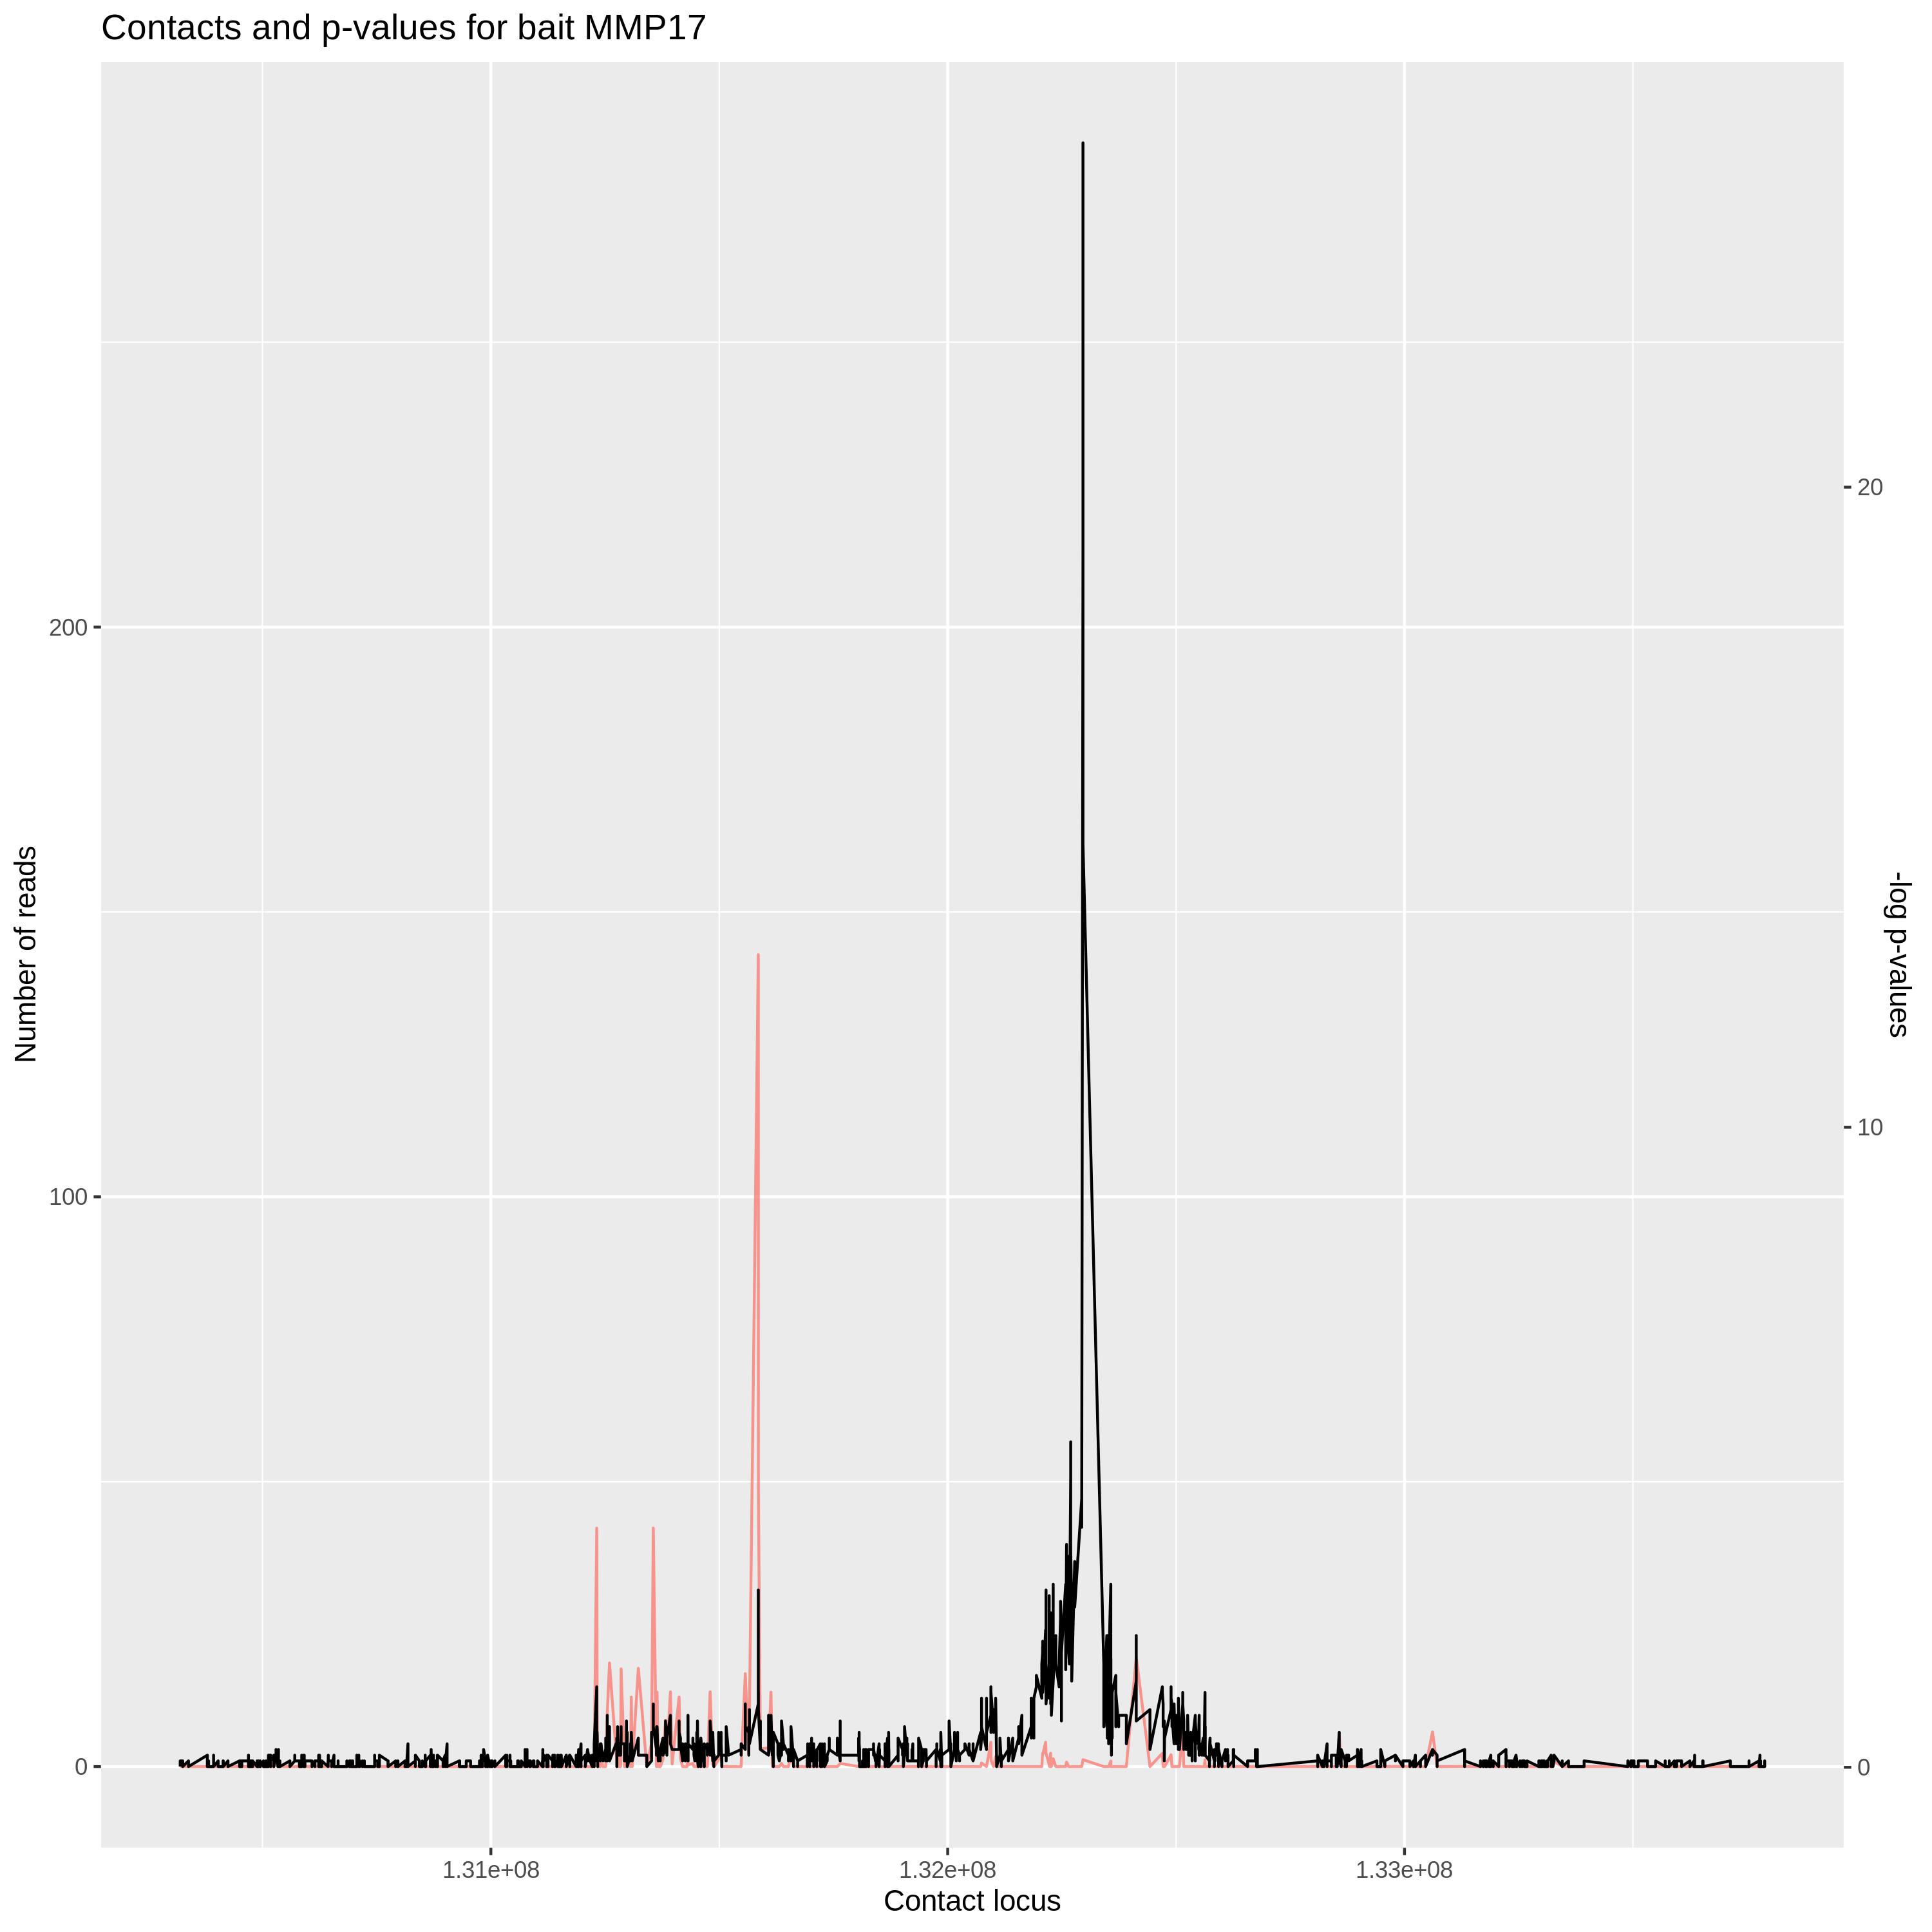 Contacts and p-values for bait MMP17
Number of reads
200
100
0
20
10
0
-log p-values
1.31e+08
1.32e+08
1.33e+08
Contact locus